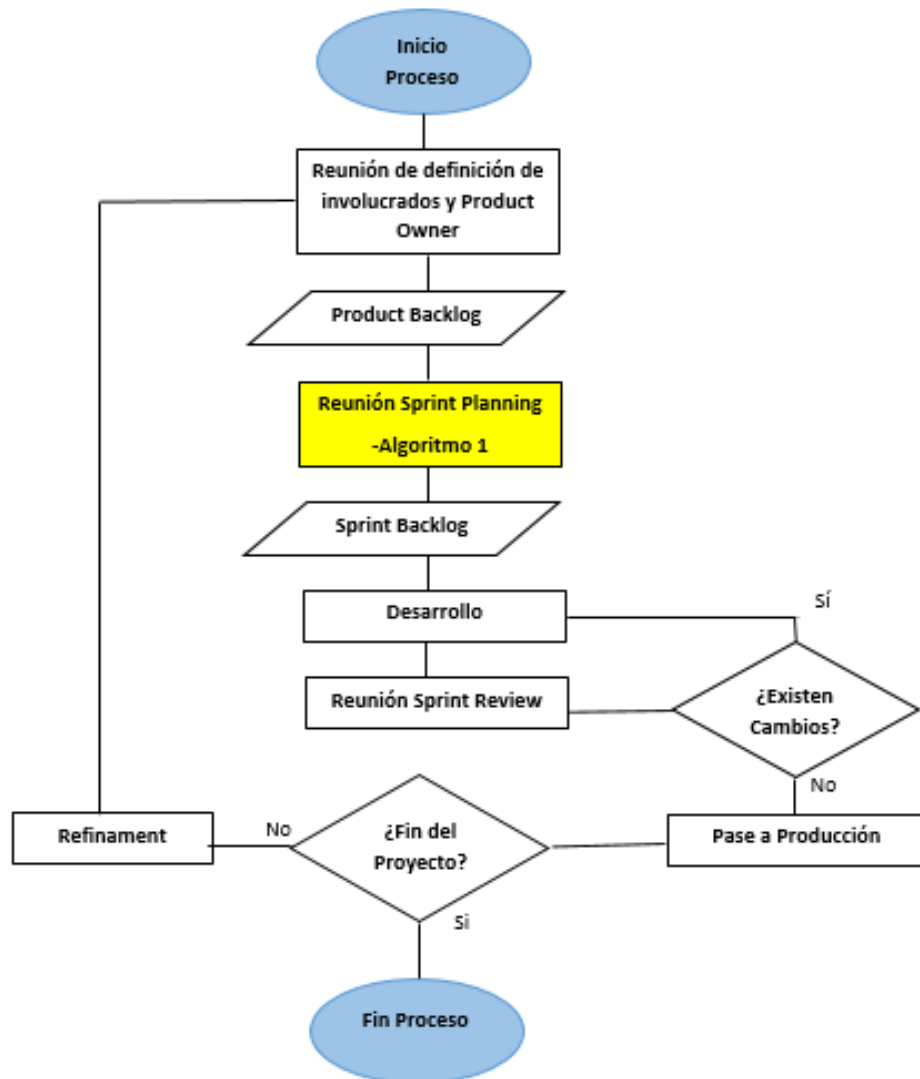 Inicio
Proceso
Reunión de definición de
involucrados y Product
Owner
Product Backlog
Reunión Sprint Planning
-Algoritmo 1
Sprint Backlog
Desarrollo
Sí
Reunión Sprint Review
¿Existen
Cambios?
No
Pase a Producción
¿Fin del
Proyecto?
No
Refinament
Si
Fin Proceso